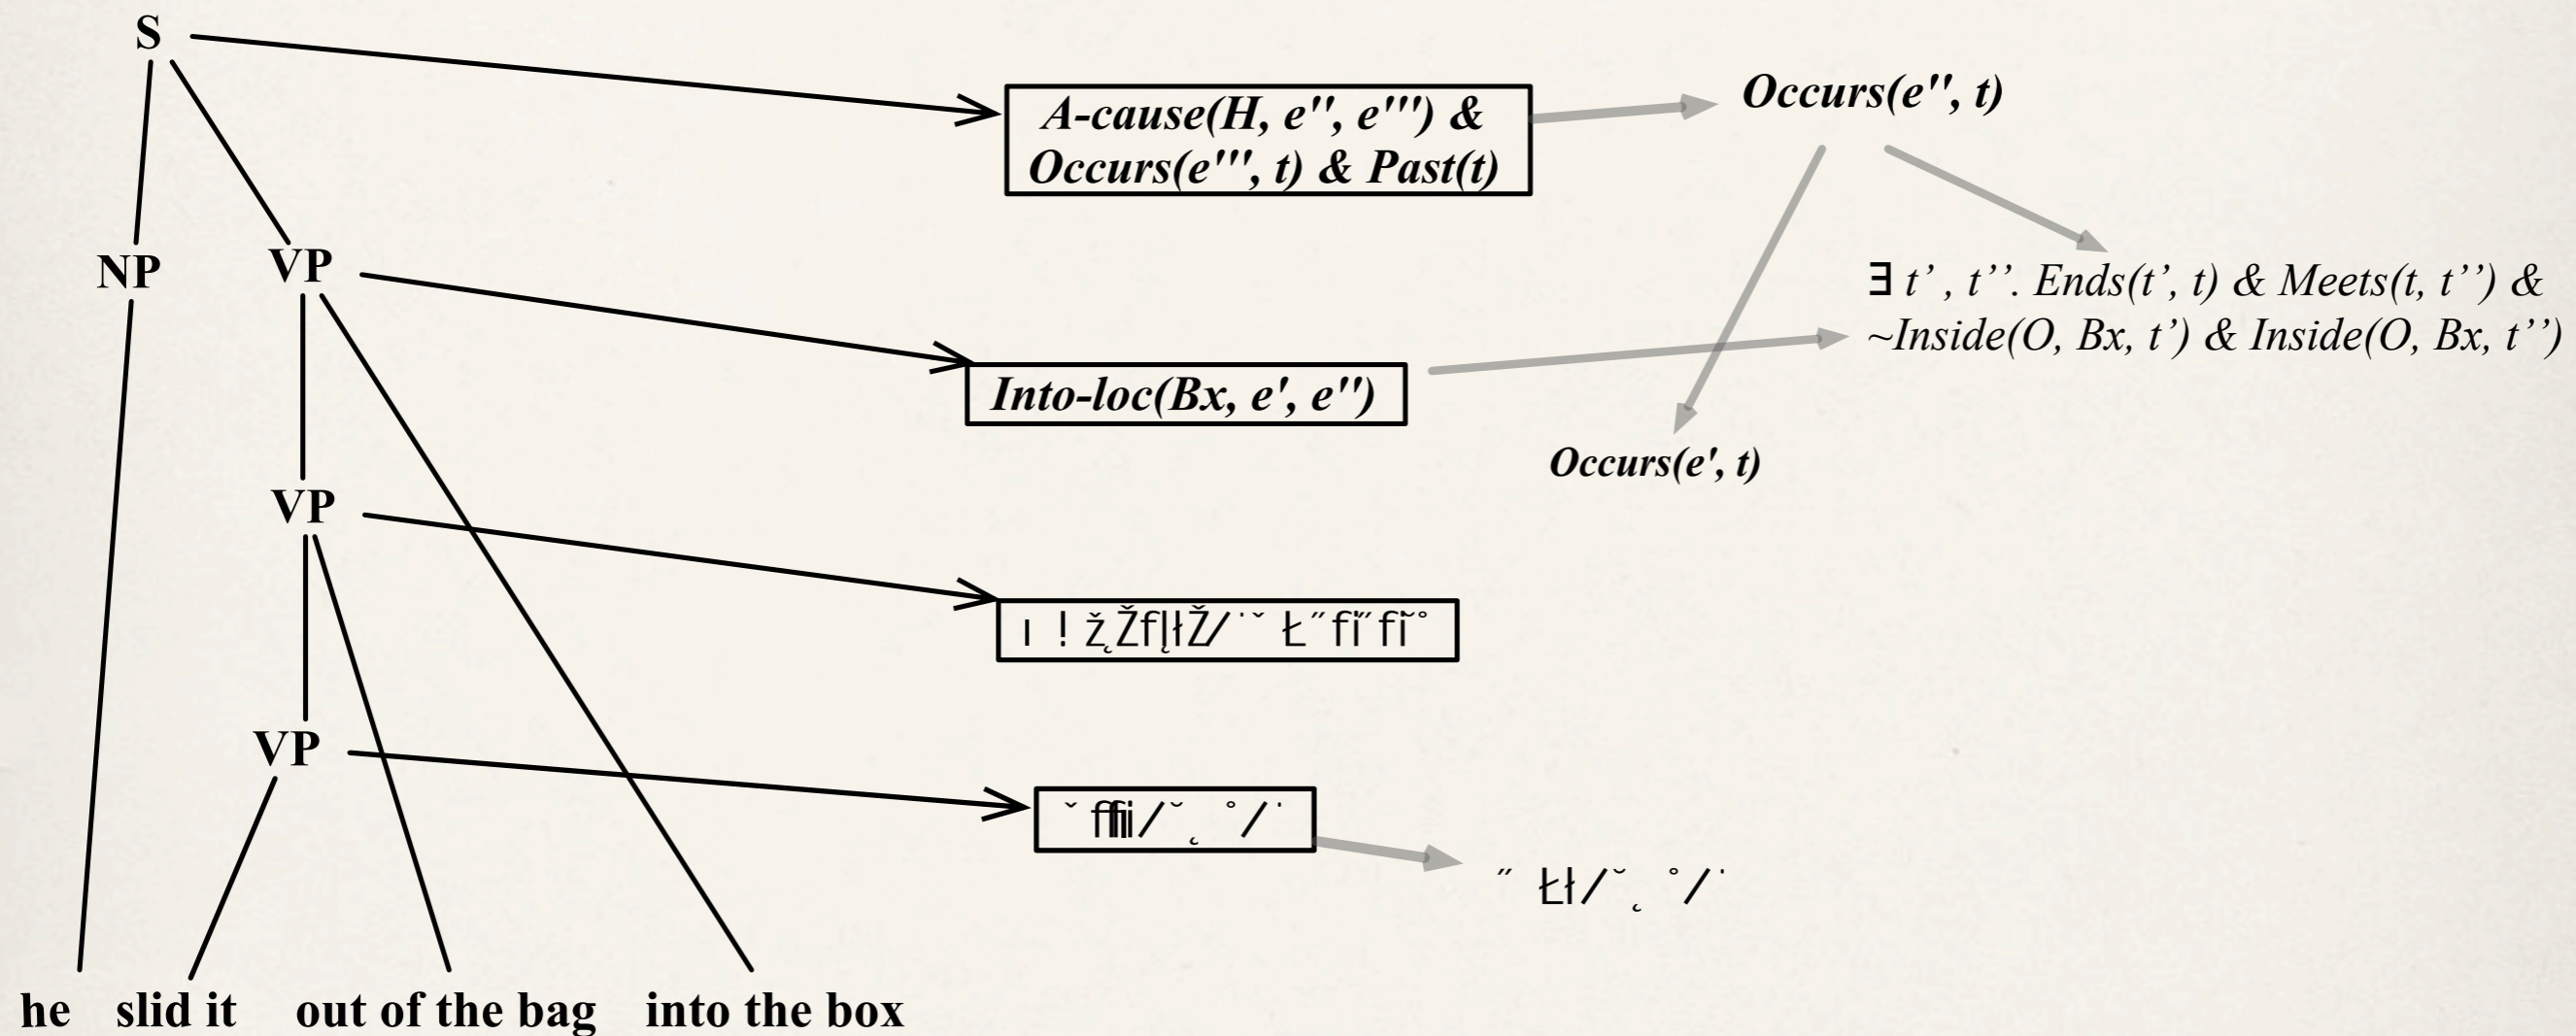 S
A-cause(H, e'', e''') &
Occurs(e''', t) & Past(t)
Occurs(e'', t)
NP
VP
∃ t’, t’’. Ends(t’, t) & Meets(t, t’’) &
~Inside(O, Bx, t’) & Inside(O, Bx, t’’)
Into-loc(Bx, e', e'')
Occurs(e', t)
VP
VP
he slid it out of the bag into the box